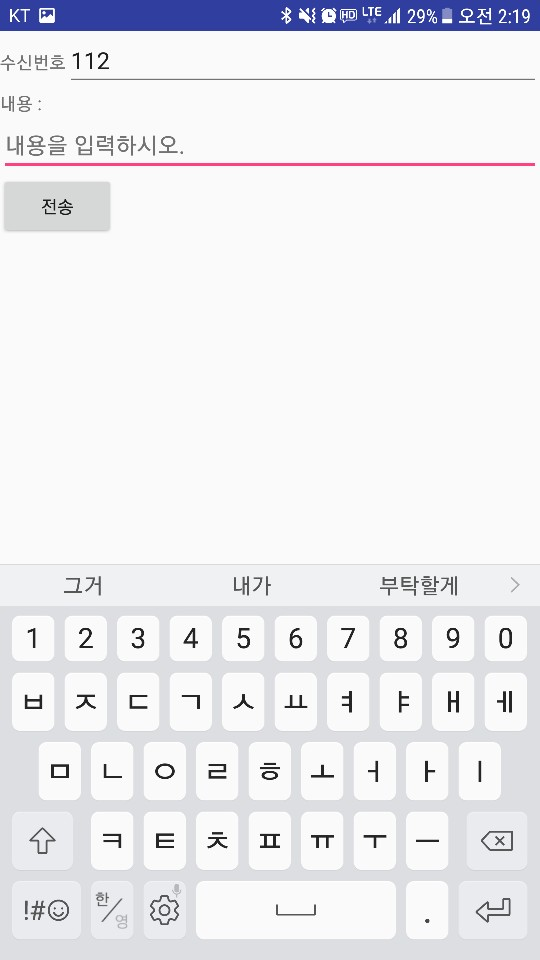 KT HD LTE 29% 오전 2:19
수신번호 112
내용 :
내용을 입력하시오.
전송
그거 내가 부탁할게
1 2 3 4 5 6 7 8 9 0
ㅂ ㅈ ㄷ ㄱ ㅅ ㅛ ㅕ ㅑ ㅐ ㅔ
ㅁ ㄴ ㅇ ㄹ ㅎ ㅗ ㅓ ㅏ ㅣ
ㅋ ㅌ ㅊ ㅍ ㅠ ㅜ ㅡ
!#☺ 한/영 .